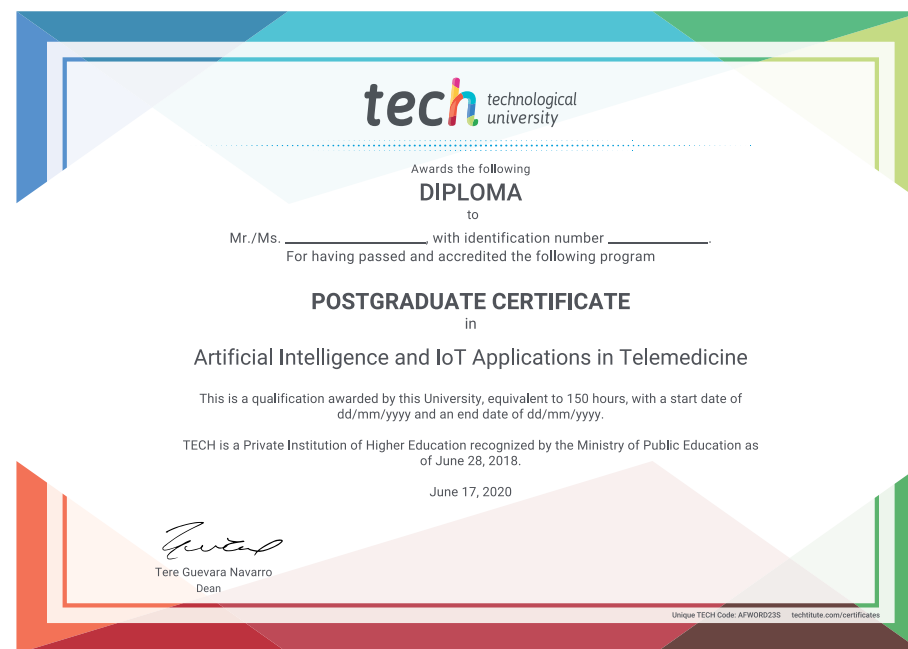 tech technological
university
Awards the following
DIPLOMA
to
Mr./Ms. ____________________, with identification number ______________.
For having passed and accredited the following program
POSTGRADUATE CERTIFICATE
in
Artificial Intelligence and IoT Applications in Telemedicine
This is a qualification awarded by this University, equivalent to 150 hours, with a start date of
dd/mm/yyyy and an end date of dd/mm/yyyy.
TECH is a Private Institution of Higher Education recognized by the Ministry of Public Education as
of June 28, 2018.
June 17, 2020
Tere Guevara Navarro
Dean
Unique TECH Code: AFWORD23S techtitute.com/certificates